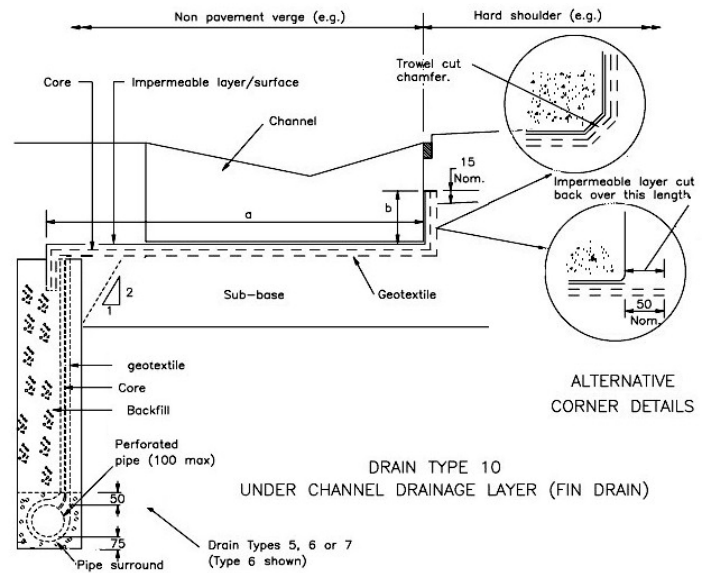 Non pavement verge (e.g.)
Hard shoulder (e.g.)
Trowel cut
chamfer.
Core
Impermeable layer/surface
Channel
15
Nom.
Impermeable layer cut
back over this length
a
b
2
1
Sub-base
Geotextile
50
Nom.
geotextile
Core
Backfill
ALTERNATIVE
CORNER DETAILS
Perforated
pipe (100 max)
DRAIN TYPE 10
UNDER CHANNEL DRAINAGE LAYER (FIN DRAIN)
50
75
Drain Types 5, 6 or 7
(Type 6 shown)
Pipe surround